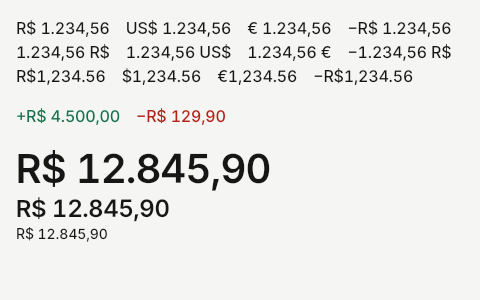 R$ 1.234,56 US$ 1.234,56 € 1.234,56 −R$ 1.234,56
1.234,56 R$ 1.234,56 US$ 1.234,56 € −1.234,56 R$
R$1,234.56 $1,234.56 €1,234.56 −R$1,234.56
+R$ 4.500,00 −R$ 129,90
R$ 12.845,90
R$ 12.845,90
R$ 12.845,90